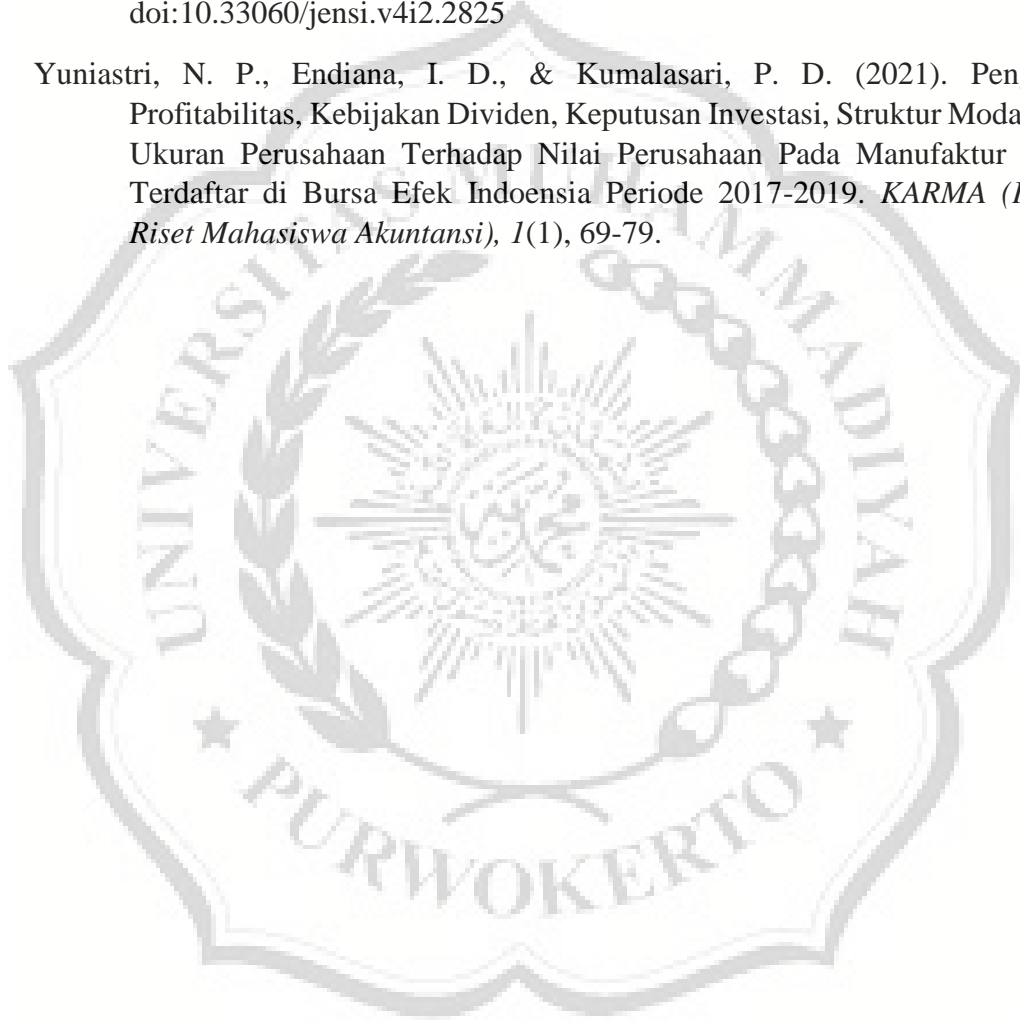 doi:10.33060/jensi.v4i2.2825
Yuniastri, N. P., Endiana, I. D., & Kumalasari, P. D. (2021). Pen
Profitabilitas, Kebijakan Dividen, Keputusan Investasi, Struktur Moda
Ukuran Perusahaan Terhadap Nilai Perusahaan Pada Manufaktur
Terdaftar di Bursa Efek Indoensia Periode 2017-2019. KARMA (
Riset Mahasiswa Akuntansi), 1(1), 69-79.
UNIVERSITAS MUHAMMADIYAH
PURWOKERTO